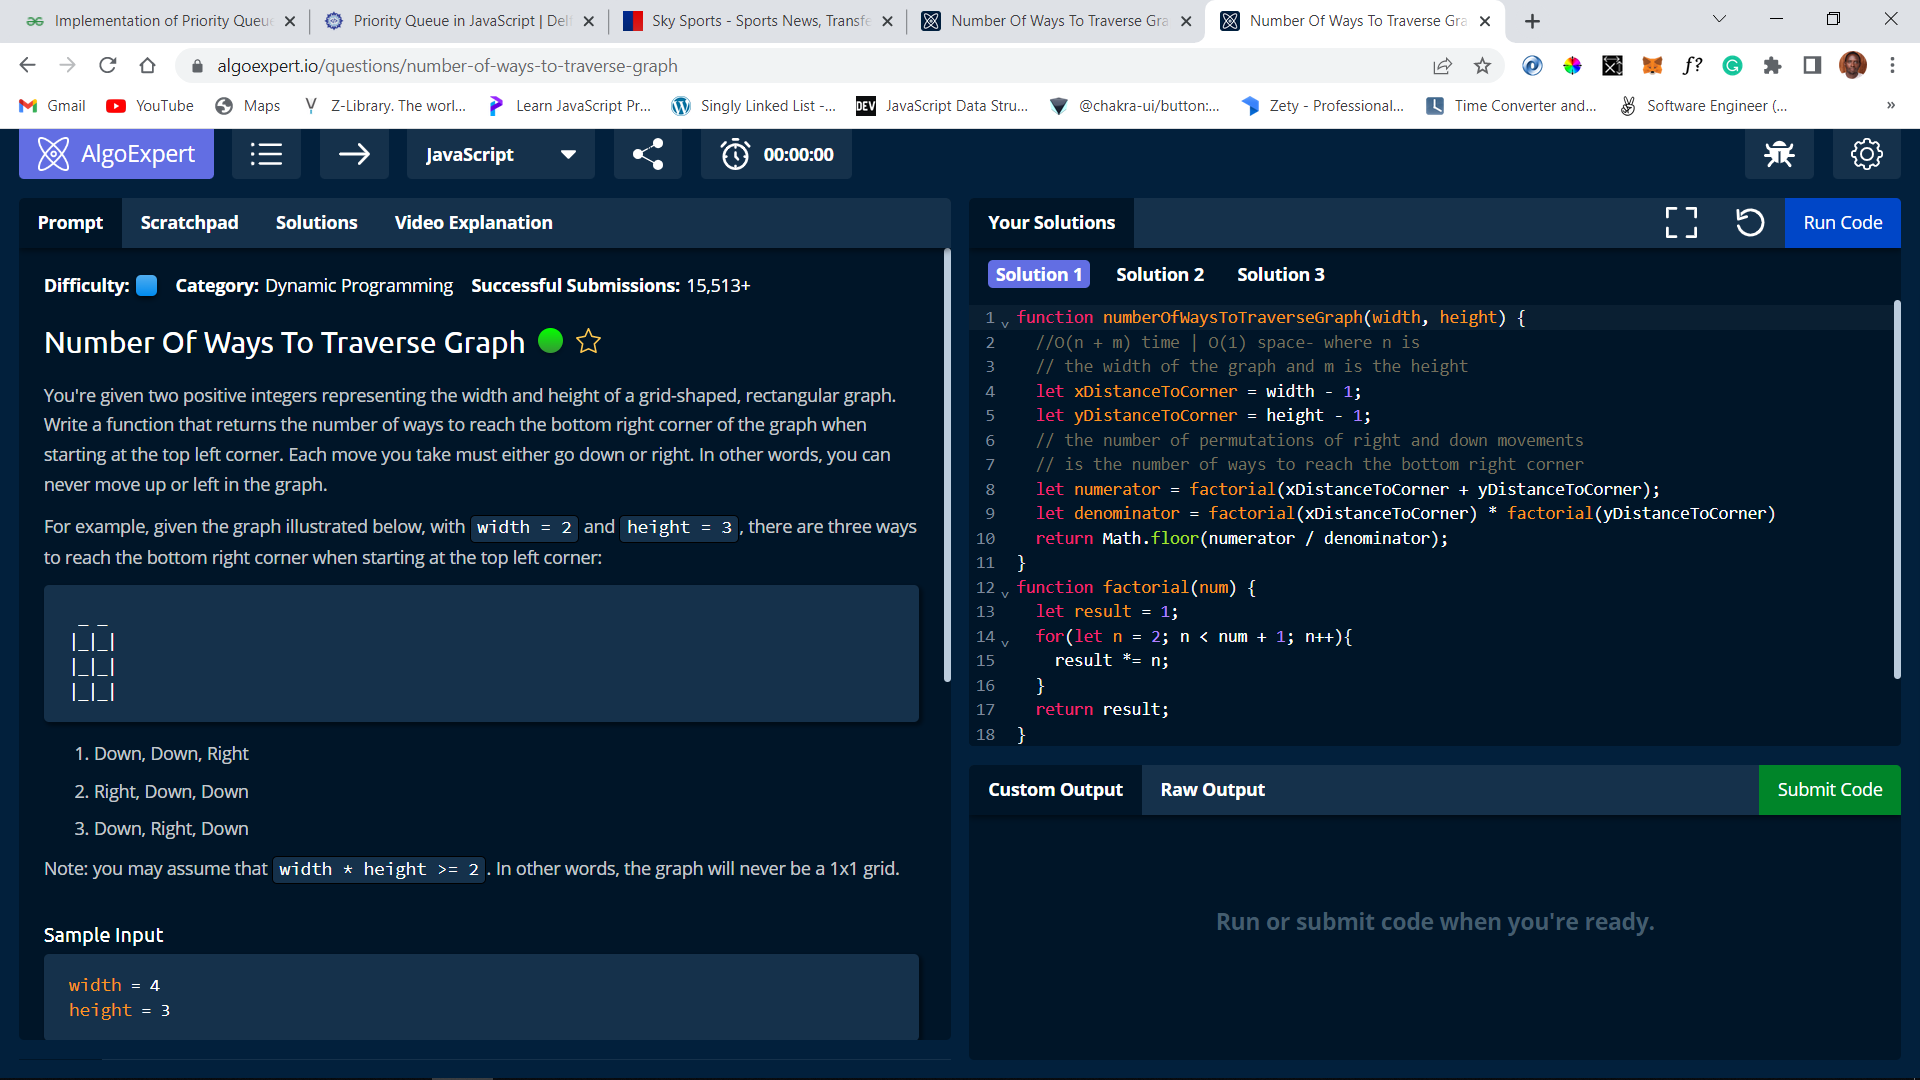 Implementation of Priority Queue
Priority Queue in JavaScript | Delf
Sky Sports - Sports News, Transfe
Number Of Ways To Traverse Gra
Number Of Ways To Traverse Gra
algoexpert.io/questions/number-of-ways-to-traverse-graph
f?
Gmail
YouTube
Maps
Z-Library. The worl...
Learn JavaScript Pr...
Singly Linked List -...
DEV JavaScript Data Stru...
@chakra-ui/button:...
Zety - Professional...
Time Converter and...
Software Engineer (...
»
AlgoExpert
JavaScript
00:00:00
Prompt
Scratchpad
Solutions
Video Explanation
Difficulty:
Category: Dynamic Programming
Successful Submissions: 15,513+
Number Of Ways To Traverse Graph
You're given two positive integers representing the width and height of a grid-shaped, rectangular graph.
Write a function that returns the number of ways to reach the bottom right corner of the graph when
starting at the top left corner. Each move you take must either go down or right. In other words, you can
never move up or left in the graph.
For example, given the graph illustrated below, with width = 2 and height = 3, there are three ways
to reach the bottom right corner when starting at the top left corner:
 _ _
|_|_|
|_|_|
|_|_|
1. Down, Down, Right
2. Right, Down, Down
3. Down, Right, Down
Note: you may assume that width * height >= 2. In other words, the graph will never be a 1x1 grid.
Sample Input
width = 4
height = 3
Your Solutions
Run Code
Solution 1
Solution 2
Solution 3
1 function numberOfWaysToTraverseGraph(width, height) {
2 //O(n + m) time | O(1) space- where n is
3 // the width of the graph and m is the height
4 let xDistanceToCorner = width - 1;
5 let yDistanceToCorner = height - 1;
6 // the number of permutations of right and down movements
7 // is the number of ways to reach the bottom right corner
8 let numerator = factorial(xDistanceToCorner + yDistanceToCorner);
9 let denominator = factorial(xDistanceToCorner) * factorial(yDistanceToCorner)
10 return Math.floor(numerator / denominator);
11 }
12 function factorial(num) {
13 let result = 1;
14 for(let n = 2; n < num + 1; n++){
15 result *= n;
16 }
17 return result;
18 }
Custom Output
Raw Output
Submit Code
Run or submit code when you're ready.